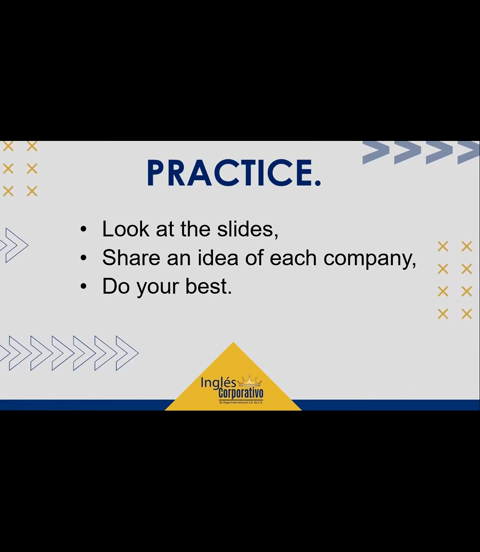 PRACTICE.
• Look at the slides,
• Share an idea of each company,
• Do your best.
Inglés
Corporativo